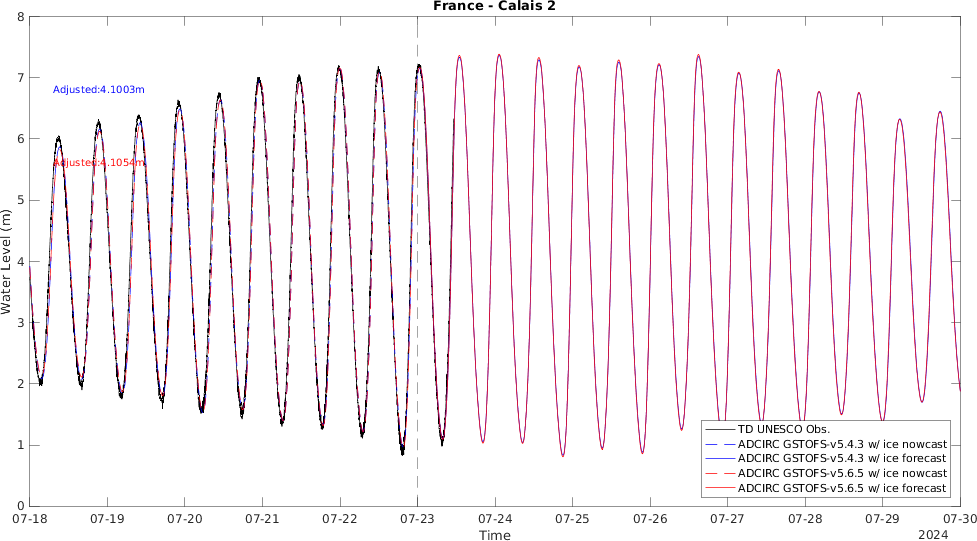 France - Calais 2
8
7
6
5
4
3
2
1
0
Water Level (m)
Adjusted:4.1003m
Adjusted:4.1054m
TD UNESCO Obs.
ADCIRC GSTOFS-v5.4.3 w/ ice nowcast
ADCIRC GSTOFS-v5.4.3 w/ ice forecast
ADCIRC GSTOFS-v5.6.5 w/ ice nowcast
ADCIRC GSTOFS-v5.6.5 w/ ice forecast
07-18 07-19 07-20 07-21 07-22 07-23 07-24 07-25 07-26 07-27 07-28 07-29 07-30
Time
2024